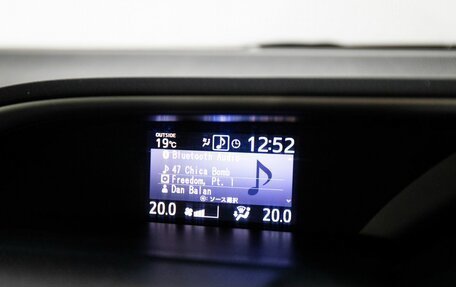 OUTSIDE
19℃ 12:52
Bluetooth Audio
47 Chica Bomb
Freedom, Pt. 1
Dan Balan
ソース選択
20.0 20.0